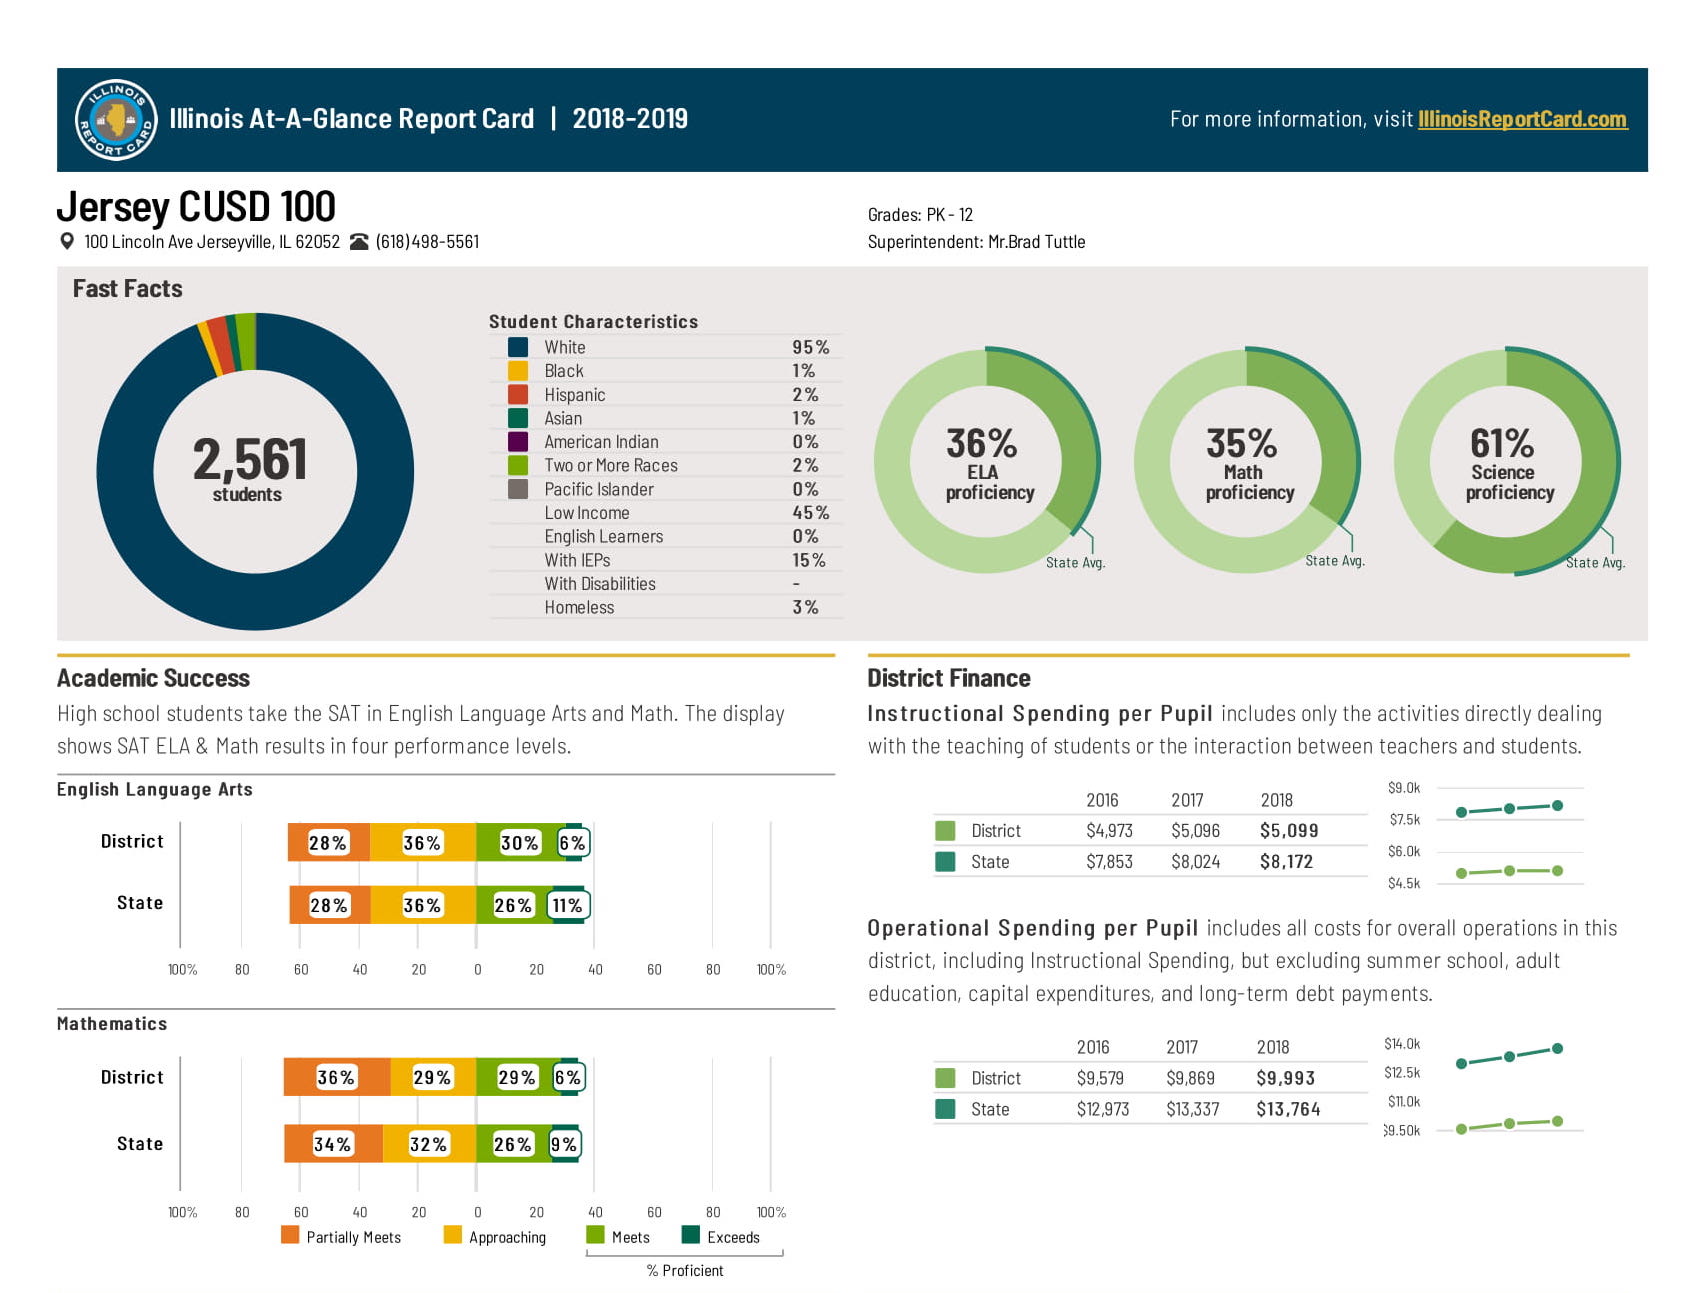 ILLINOIS
REPORT CARD
Illinois At-A-Glance Report Card | 2018-2019
For more information, visit IllinoisReportCard.com
Jersey CUSD 100
100 Lincoln Ave Jerseyville, IL 62052 (618)498-5561
Grades: PK - 12
Superintendent: Mr.Brad Tuttle
Fast Facts
2,561
students
Student Characteristics
White 95%
Black 1%
Hispanic 2%
Asian 1%
American Indian 0%
Two or More Races 2%
Pacific Islander 0%
Low Income 45%
English Learners 0%
With IEPs 15%
With Disabilities -
Homeless 3%
36%
ELA
proficiency
State Avg.
35%
Math
proficiency
State Avg.
61%
Science
proficiency
State Avg.
Academic Success
High school students take the SAT in English Language Arts and Math. The display
shows SAT ELA & Math results in four performance levels.
English Language Arts
District 28% 36% 30% 6%
State 28% 36% 26% 11%
100% 80 60 40 20 0 20 40 60 80 100%
Mathematics
District 36% 29% 29% 6%
State 34% 32% 26% 9%
100% 80 60 40 20 0 20 40 60 80 100%
Partially Meets Approaching Meets Exceeds
% Proficient
District Finance
Instructional Spending per Pupil includes only the activities directly dealing
with the teaching of students or the interaction between teachers and students.
2016 2017 2018
District $4,973 $5,096 $5,099
State $7,853 $8,024 $8,172
$9.0k
$7.5k
$6.0k
$4.5k
Operational Spending per Pupil includes all costs for overall operations in this
district, including Instructional Spending, but excluding summer school, adult
education, capital expenditures, and long-term debt payments.
2016 2017 2018
District $9,579 $9,869 $9,993
State $12,973 $13,337 $13,764
$14.0k
$12.5k
$11.0k
$9.50k